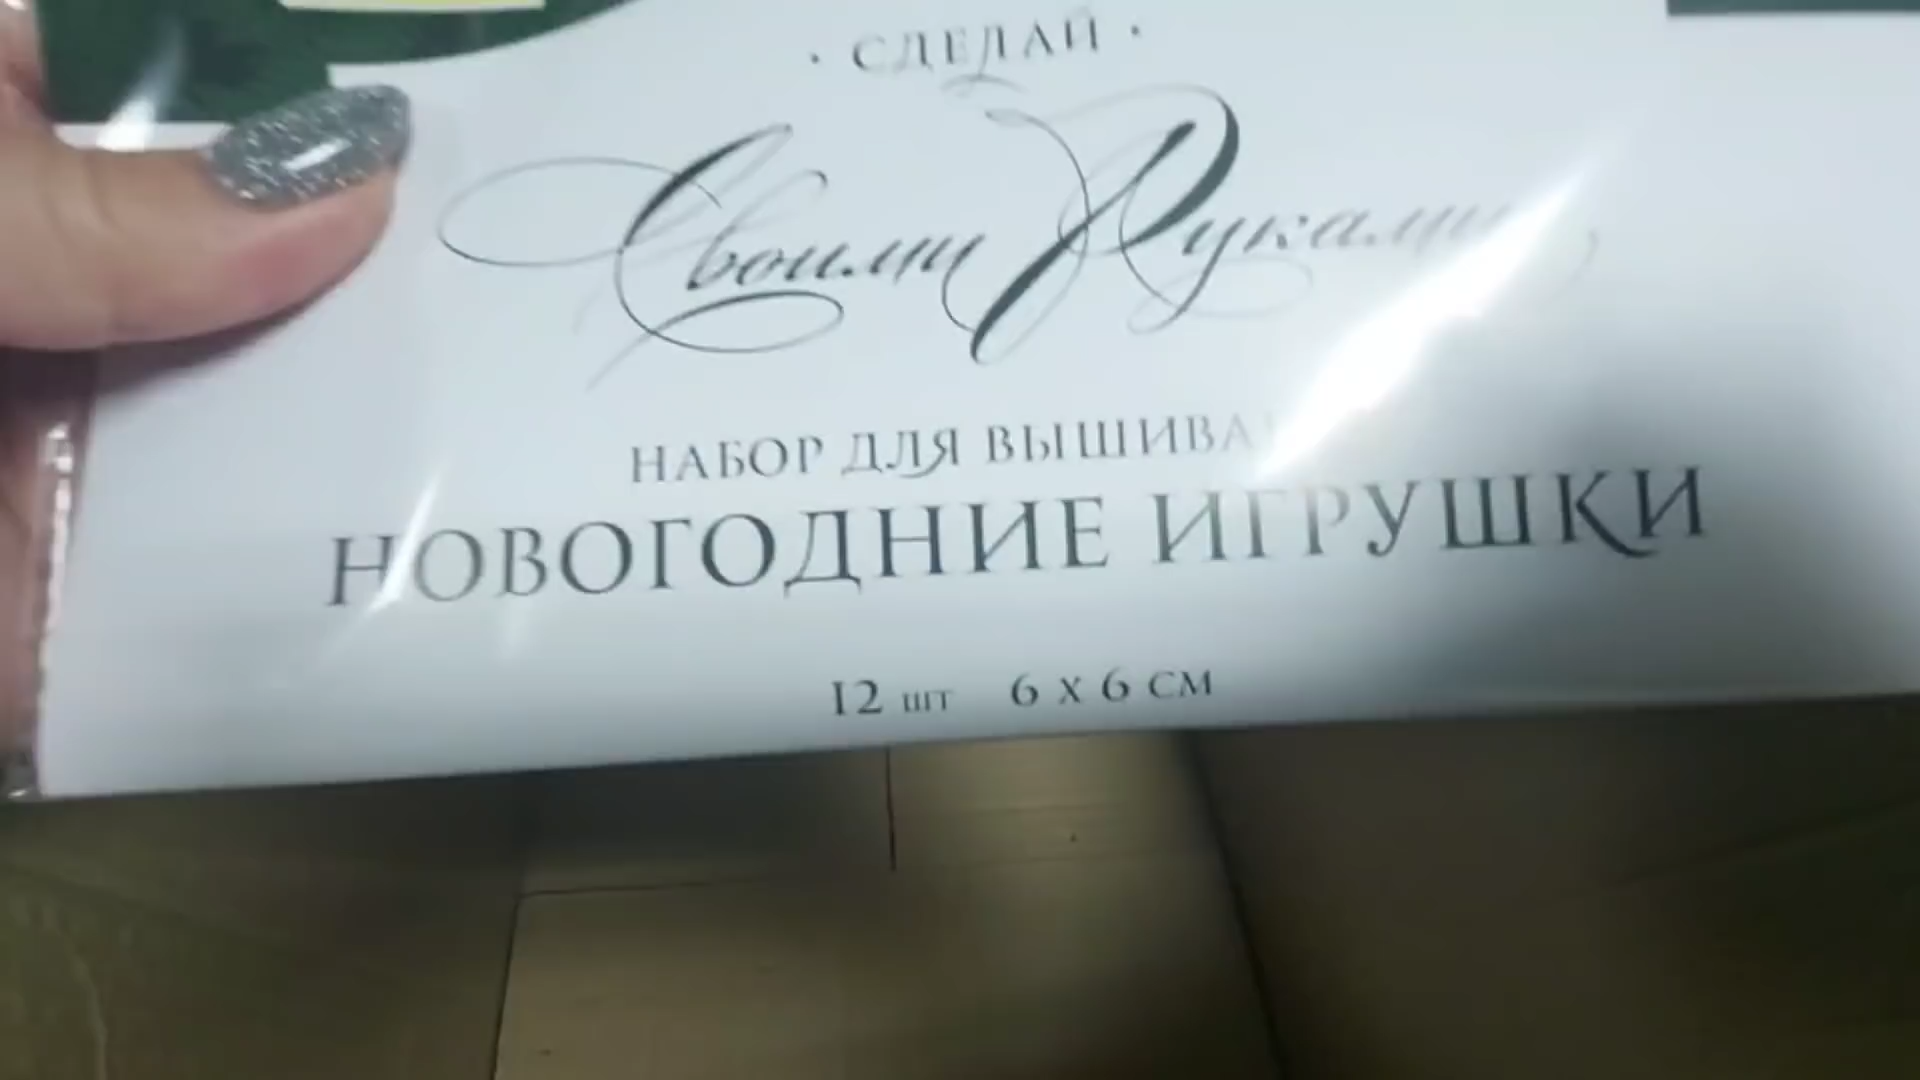 · СДЕЛАЙ ·
Своими Руками
НАБОР ДЛЯ
НОВОГОДНИЕ ИГРУШКИ
12 шт 6 х 6 см